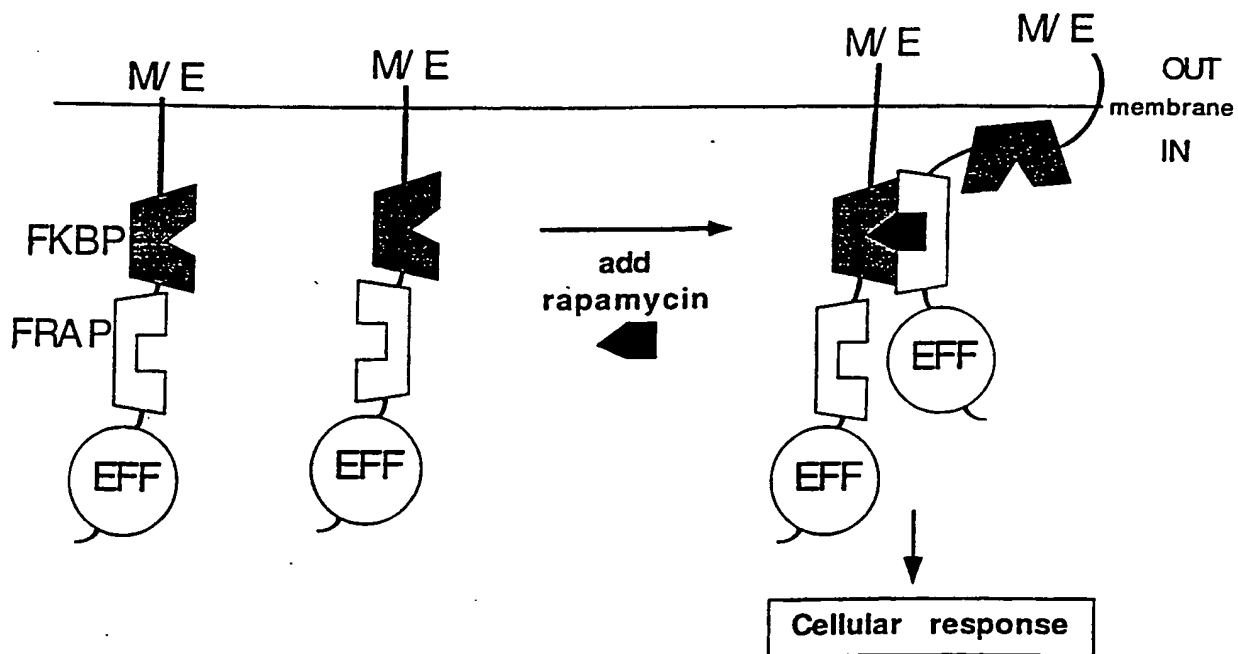 M/ E
M/ E
M/ E
M/ E
OUT
membrane
IN
FKBP
FRAP
EFF
EFF
add
rapamycin
EFF
EFF
Cellular response